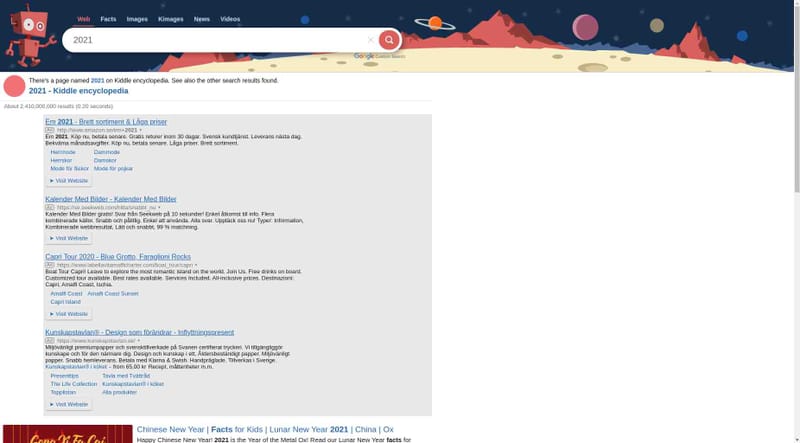 Web Facts Images Kimages News Videos
2021
Google Custom Search
There's a page named 2021 on Kiddle encyclopedia. See also the other search results found.
2021 - Kiddle encyclopedia
About 2,410,000,000 results (0.20 seconds)
Em 2021 - Brett sortiment & Låga priser
Ad http://www.amazon.se/em+2021
Em 2021. Köp nu, betala senare. Gratis returer inom 30 dagar. Svensk kundtjänst. Leverans nästa dag.
Bekväma månadsavgifter. Köp nu, betala senare. Låga priser. Brett sortiment.
Herrmode Dammode
Herrskor Damskor
Mode för flickor Mode för pojkar
➤ Visit Website
Kalender Med Bilder - Kalender Med Bilder
Ad https://se.seekweb.com/hitta/snabbt_nu
Kalender Med Bilder gratis! Svar från Seekweb på 10 sekunder! Enkel åtkomst till info. Flera
kombinerade källor. Snabb och pålitlig. Enkel att använda. Alla svar. Upptäck oss nu! Typer: Information,
Kombinerade webbresultat, Lätt och snabbt, 99 % matchning.
➤ Visit Website
Capri Tour 2020 - Blue Grotto, Faraglioni Rocks
Ad
Boat Tour Capri! Leave to explore the most romantic island on the world. Join Us. Free drinks on board.
Customized tour available. Best rates available. Services Included. All-inclusive prices. Destinazioni:
Capri, Amalfi Coast, Ischia.
Amalfi Coast Amalfi Coast Sunset
Capri Island
➤ Visit Website
Kunskapstavlan® - Design som förändrar - Inflyttningspresent
Ad https://www.kunskapstavlan.se/
Miljövänligt premiumpapper och svensktillverkade på Svanen certifierat tryckeri. Vi tillgängliggör
kunskape och för den närmare dig. Design och kunskap i ett. Åldersbeständigt papper. Miljövänligt
papper. Snabb hemleverans. Betala med Klarna & Swish. Handpräglade. Tillverkas i Sverige.
Kunskapstavlan® i köket - from 65,00 kr Recept, måttenheter m.m.
Presenttips Tavla med Tvättråd
The Life Collection Kunskapstavlan® i köket
Topplistan Alla produkter
➤ Visit Website
Chinese New Year | Facts for Kids | Lunar New Year 2021 | China | Ox
Gong Xi Fa Cai
Happy Chinese New Year! 2021 is the Year of the Metal Ox! Read our Lunar New Year facts for